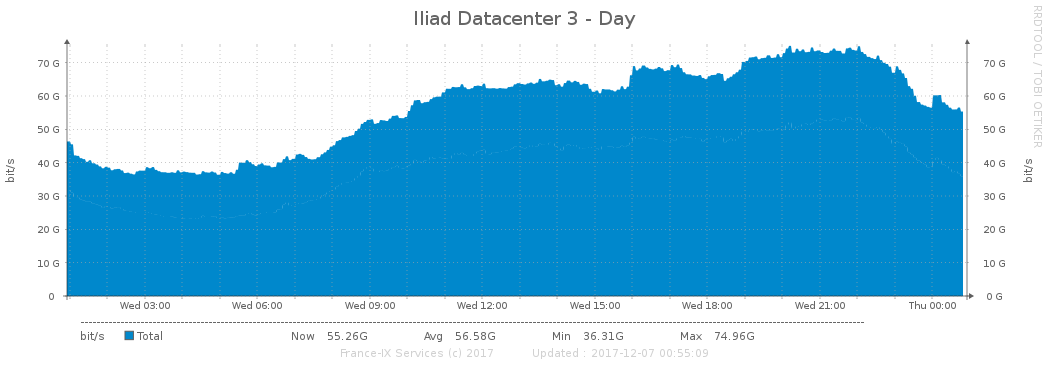 Iliad Datacenter 3 - Day
RRDTOOL / TOBI OETIKER
bit/s
bit/s
70 G 70 G
60 G 60 G
50 G 50 G
40 G 40 G
30 G 30 G
20 G 20 G
10 G 10 G
0 0 G
Wed 03:00 Wed 06:00 Wed 09:00 Wed 12:00 Wed 15:00 Wed 18:00 Wed 21:00 Thu 00:00
bit/s Total Now 55.26G Avg 56.58G Min 36.31G Max 74.96G
France-IX Services (c) 2017 Updated : 2017-12-07 00:55:09